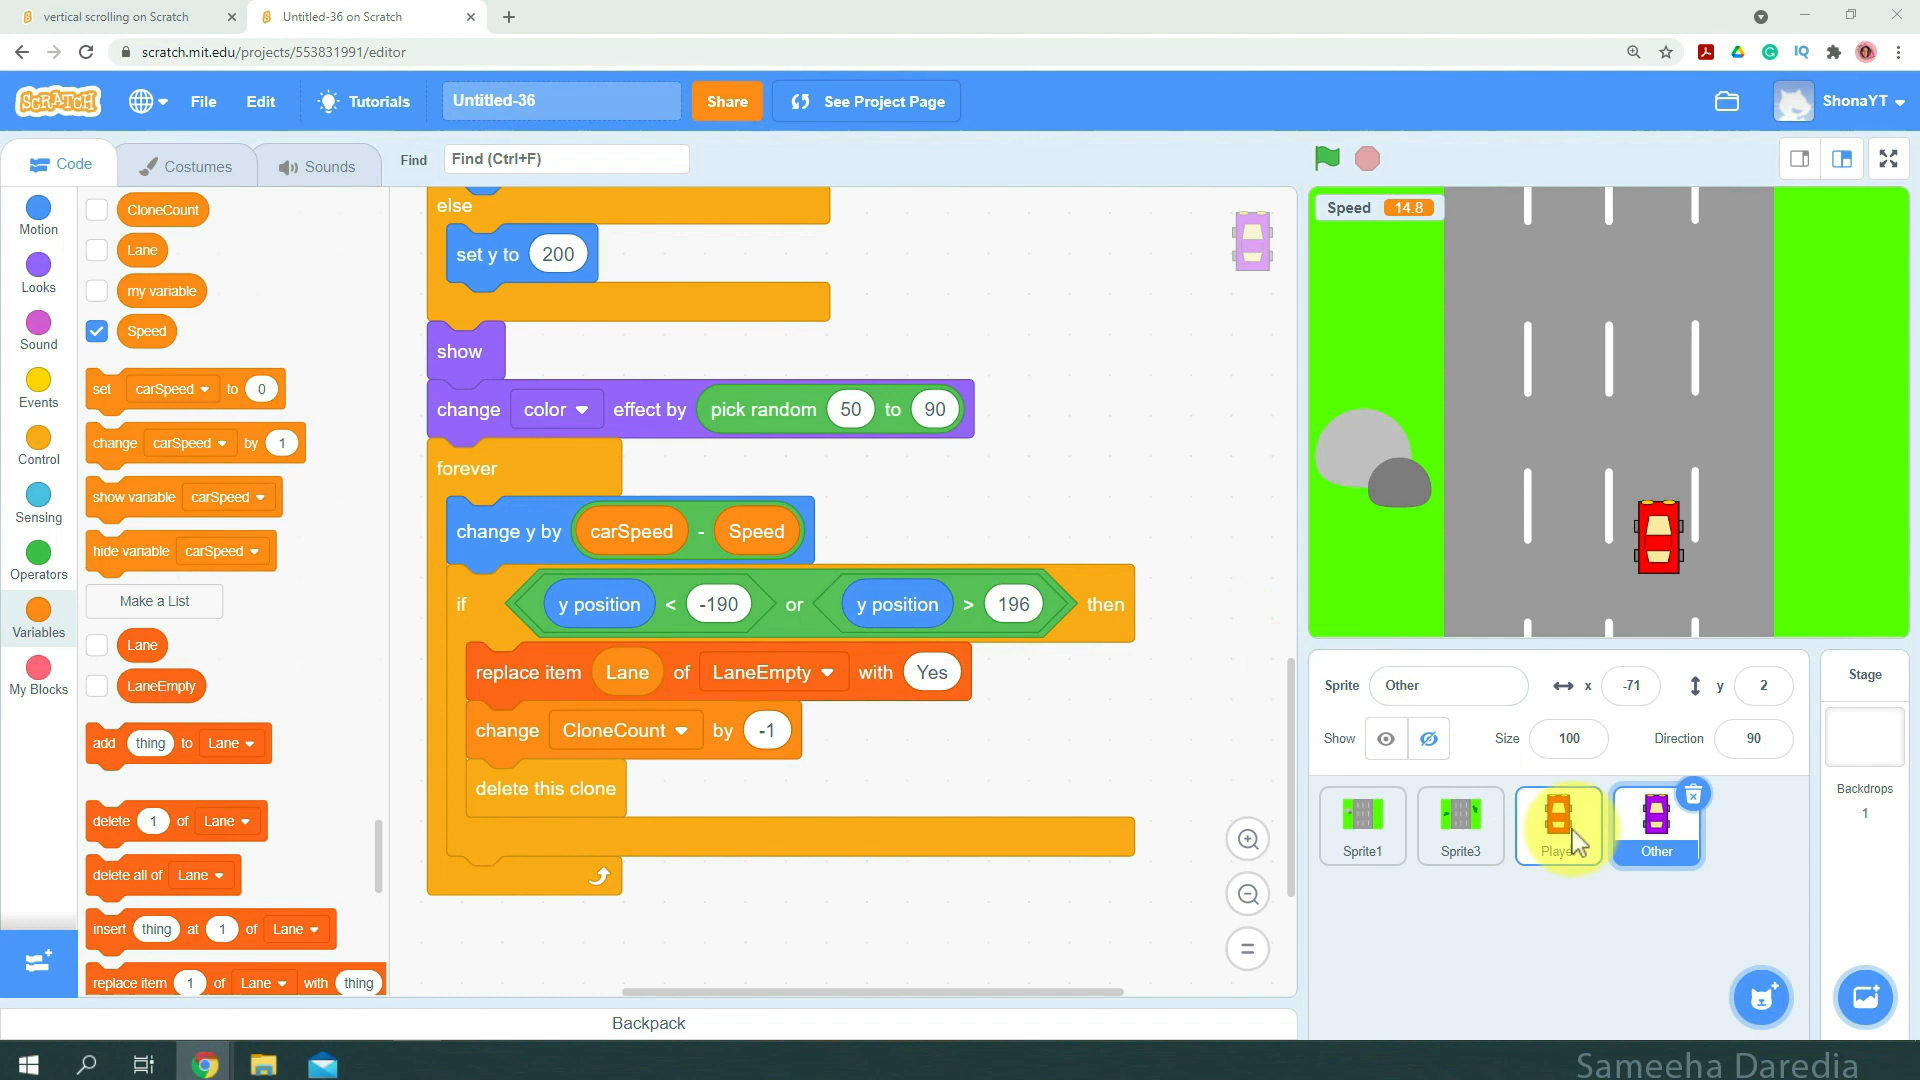 vertical scrolling on Scratch
Untitled-36 on Scratch
scratch.mit.edu/projects/553831991/editor
SCRATCH
File
Edit
Tutorials
Untitled-36
Share
See Project Page
ShonaYT
Code
Costumes
Sounds
Find
Find (Ctrl+F)
Motion
Looks
Sound
Events
Control
Sensing
Operators
Variables
My Blocks
CloneCount
Lane
my variable
Speed
set carSpeed to 0
change carSpeed by 1
show variable carSpeed
hide variable carSpeed
Make a List
Lane
LaneEmpty
add thing to Lane
delete 1 of Lane
delete all of Lane
insert thing at 1 of Lane
replace item 1 of Lane with thing
else
set y to 200
show
change color effect by pick random 50 to 90
forever
change y by carSpeed - Speed
if y position < -190 or y position > 196 then
replace item Lane of LaneEmpty with Yes
change CloneCount by -1
delete this clone
Backpack
Speed 14.8
Sprite Other x -71 y 2
Show Size 100 Direction 90
Sprite1
Sprite3
Other
Stage
Backdrops
1
Sameeha Daredia